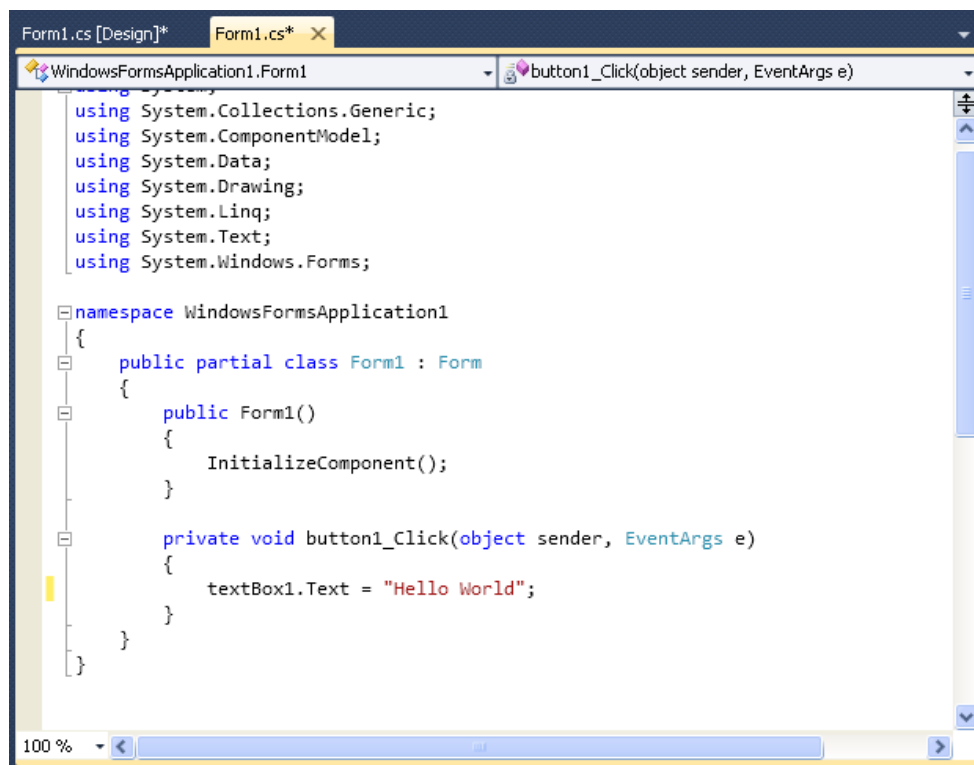 Form1.cs [Design]* Form1.cs*
WindowsFormsApplication1.Form1 button1_Click(object sender, EventArgs e)
using System;
using System.Collections.Generic;
using System.ComponentModel;
using System.Data;
using System.Drawing;
using System.Linq;
using System.Text;
using System.Windows.Forms;
namespace WindowsFormsApplication1
{
public partial class Form1 : Form
{
public Form1()
{
InitializeComponent();
}
private void button1_Click(object sender, EventArgs e)
{
textBox1.Text = "Hello World";
}
}
}
100 %